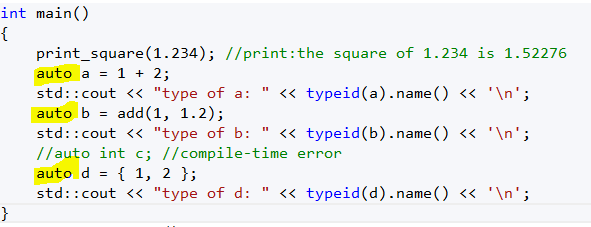 int main()
{
    print_square(1.234); //print:the square of 1.234 is 1.52276
    auto a = 1 + 2;
    std::cout << "type of a: " << typeid(a).name() << '\n';
    auto b = add(1, 1.2);
    std::cout << "type of b: " << typeid(b).name() << '\n';
    //auto int c; //compile-time error
    auto d = { 1, 2 };
    std::cout << "type of d: " << typeid(d).name() << '\n';
}